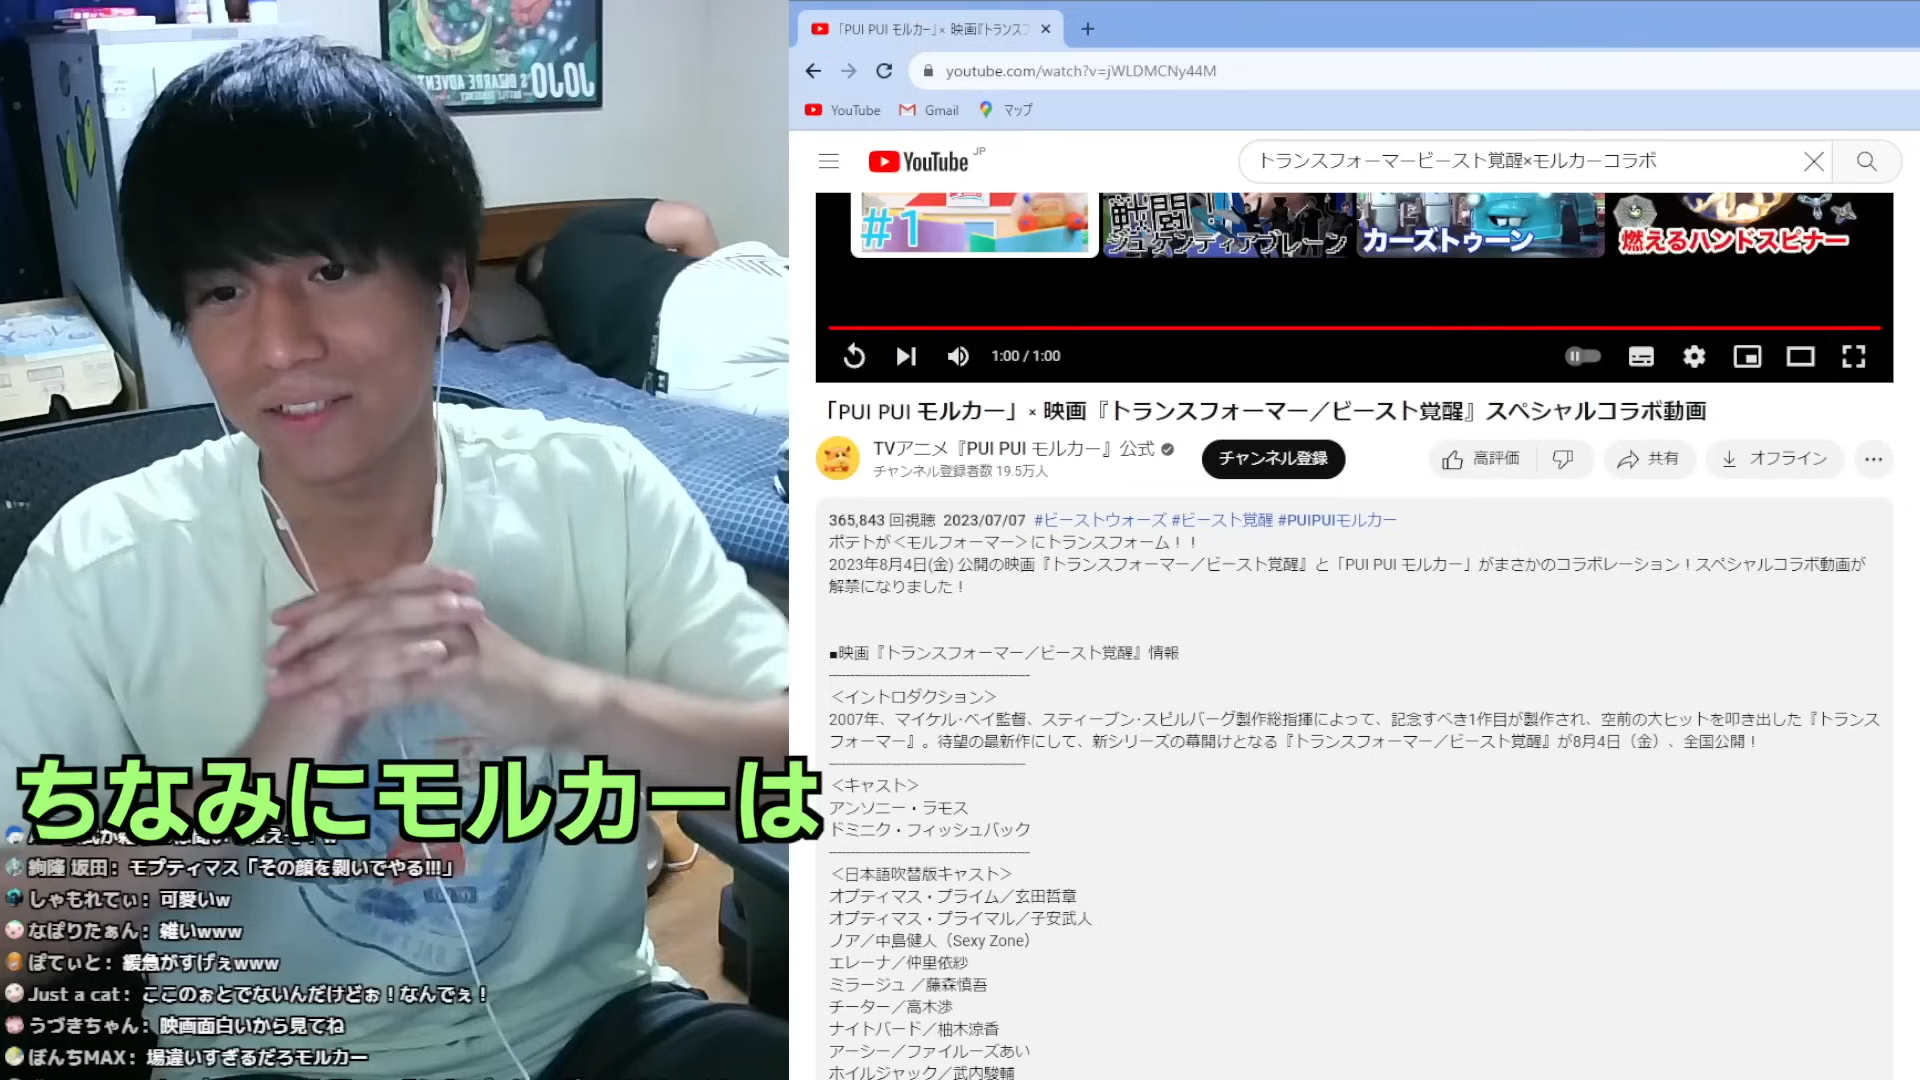 JOJO
'S BIZARRE ADVENT
ちなみにモルカーは
絢隆 坂田：モプティマス「その顔を剥いでやる!!!」
しゃもれてぃ：可愛いw
なぽりたぁん：雑いwww
ぽてぃと：緩急がすげぇwww
Just a cat：ここのぉとでないんだけどぉ！なんでぇ！
うづきちゃん：映画面白いから見てね
ぽんちMAX：場違いすぎるだろモルカー
「PUI PUI モルカー」× 映画『トランスフ
youtube.com/watch?v=jWLDMCNy44M
YouTube Gmail マップ
YouTube JP
トランスフォーマービースト覚醒×モルカーコラボ
#1
戦闘！
ジュケンディアブレーン
カーズトゥーン
燃えるハンドスピナー
1:00 / 1:00
「PUI PUI モルカー」× 映画『トランスフォーマー／ビースト覚醒』スペシャルコラボ動画
TVアニメ『PUI PUI モルカー』公式
チャンネル登録者数 19.5万人
チャンネル登録
高評価
共有
オフライン
365,843 回視聴 2023/07/07 #ビーストウォーズ #ビースト覚醒 #PUIPUIモルカー
ポテトが＜モルフォーマー＞にトランスフォーム！！
2023年8月4日(金) 公開の映画『トランスフォーマー／ビースト覚醒』と「PUI PUI モルカー」がまさかのコラボレーション！スペシャルコラボ動画が
解禁になりました！
■映画『トランスフォーマー／ビースト覚醒』情報
＜イントロダクション＞
2007年、マイケル･ベイ監督、スティーブン･スピルバーグ製作総指揮によって、記念すべき1作目が製作され、空前の大ヒットを叩き出した『トランス
フォーマー』。待望の最新作にして、新シリーズの幕開けとなる『トランスフォーマー／ビースト覚醒』が8月4日（金）、全国公開！
＜キャスト＞
アンソニー・ラモス
ドミニク・フィッシュバック
＜日本語吹替版キャスト＞
オプティマス・プライム／玄田哲章
オプティマス・プライマル／子安武人
ノア／中島健人（Sexy Zone）
エレーナ／仲里依紗
ミラージュ ／藤森慎吾
チーター／高木渉
ナイトバード／柚木涼香
アーシー／ファイルーズあい
ホイルジャック／武内駿輔